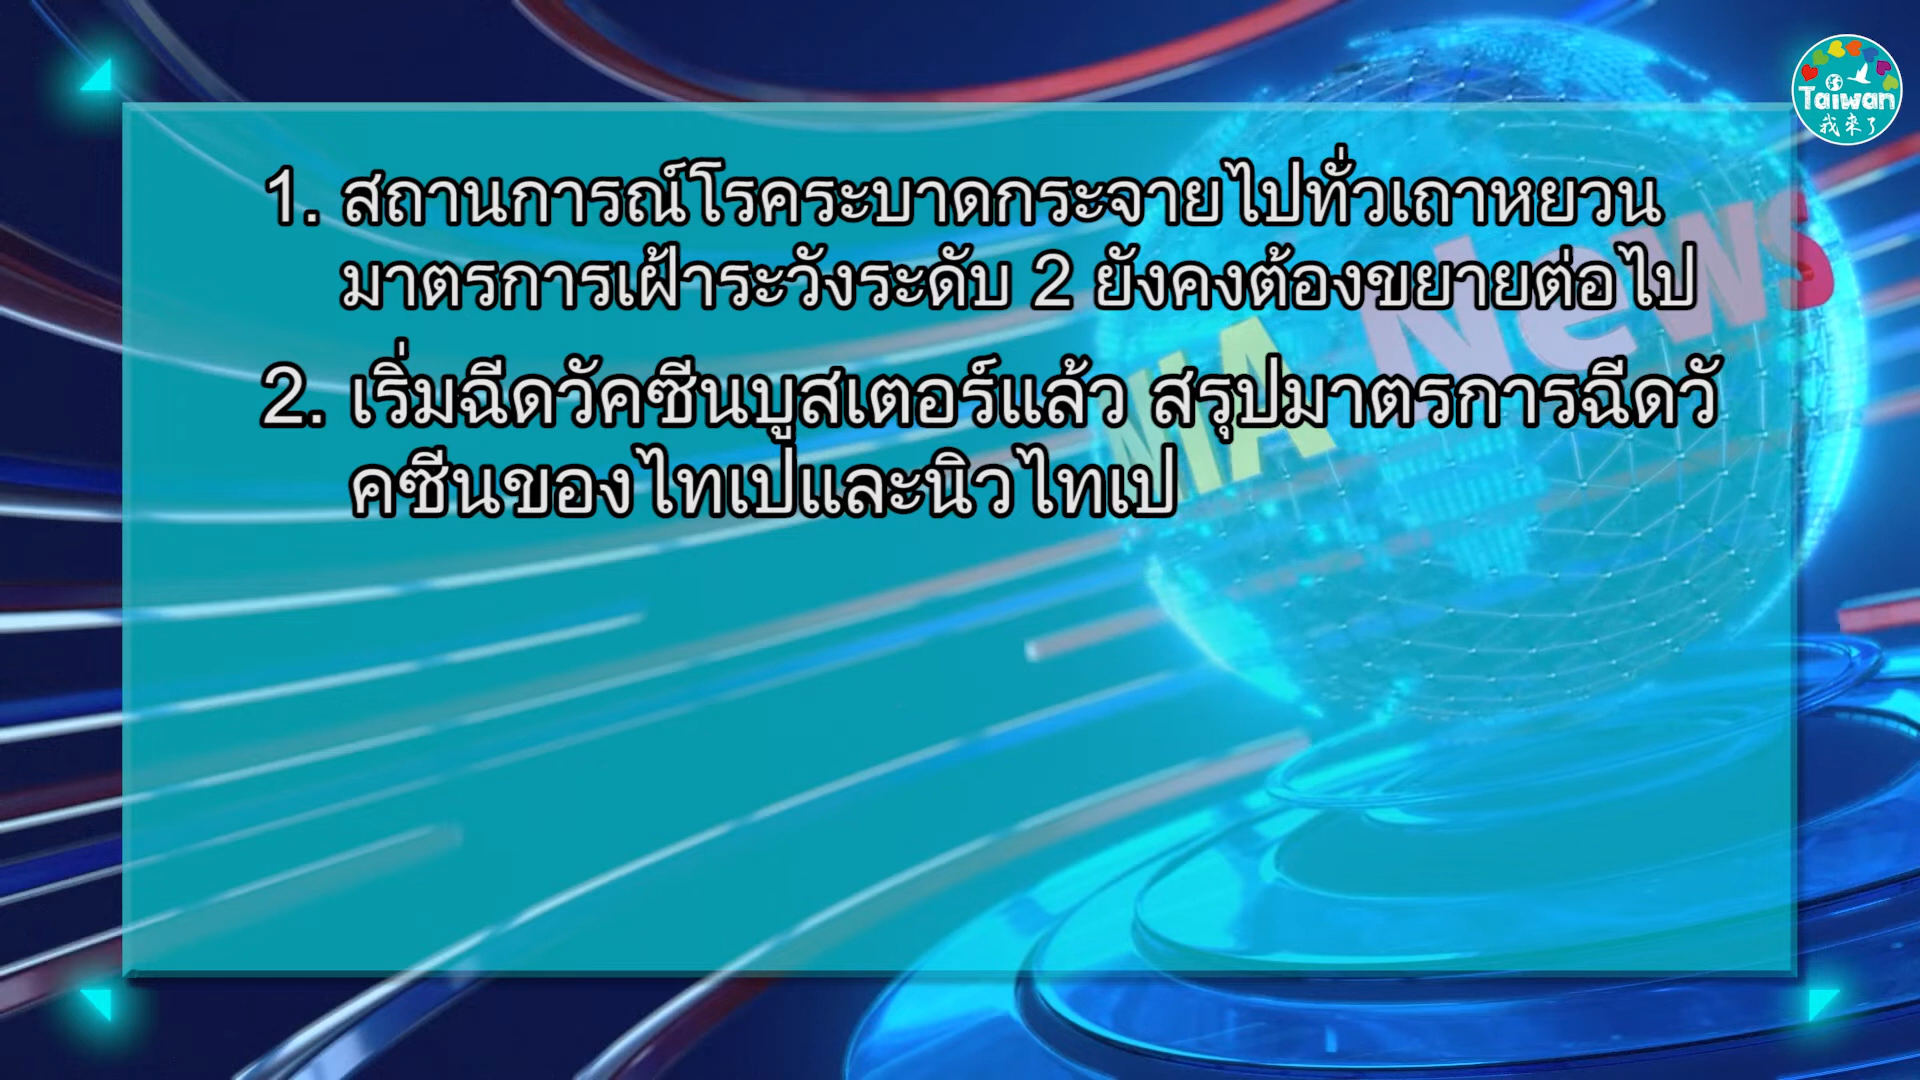 Taiwan
我來了
1. สถานการณ์โรคระบาดกระจายไปทั่วเถาหยวน
มาตรการเฝ้าระวังระดับ 2 ยังคงต้องขยายต่อไป
2. เริ่มฉีดวัคซีนบูสเตอร์แล้ว สรุปมาตรการฉีดวั
คซีนของไทเปและนิวไทเป
NIA News